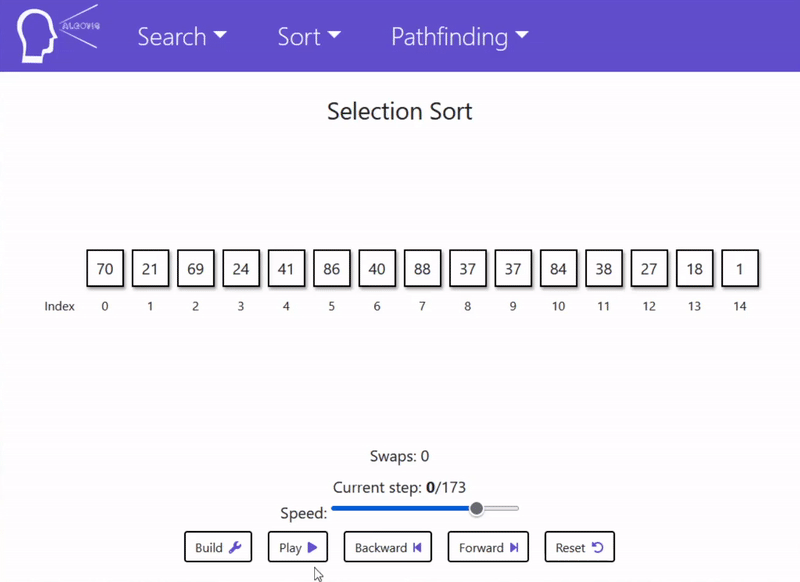 ALGOVIS
Search Sort Pathfinding
Selection Sort
70 21 69 24 41 86 40 88 37 37 84 38 27 18 1
Index 0 1 2 3 4 5 6 7 8 9 10 11 12 13 14
Swaps: 0
Current step: 0/173
Speed:
Build Play Backward Forward Reset